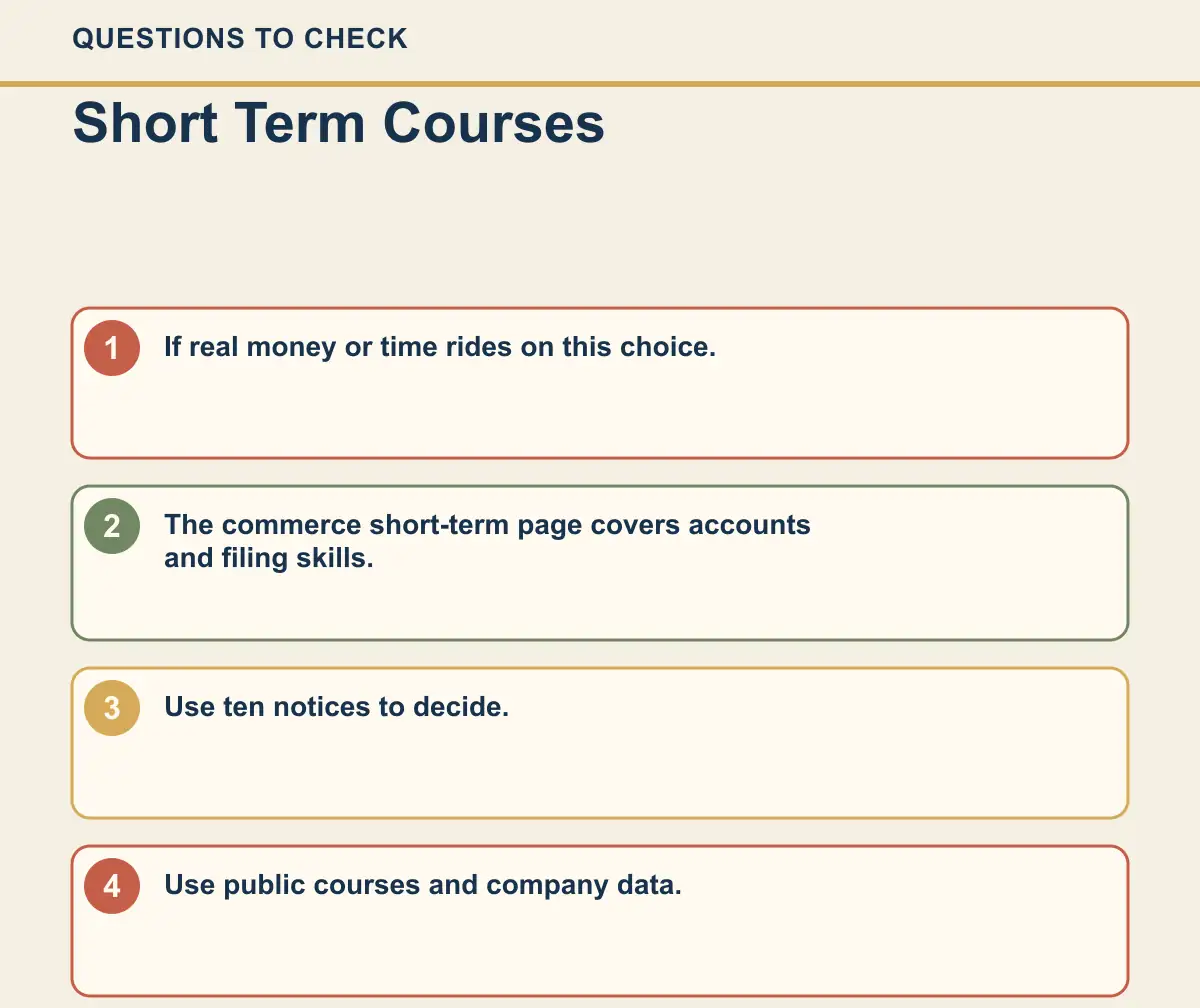 QUESTIONS TO CHECK
Short Term Courses
1
If real money or time rides on this choice.
2
The commerce short-term page covers accounts
and filing skills.
3
Use ten notices to decide.
4
Use public courses and company data.